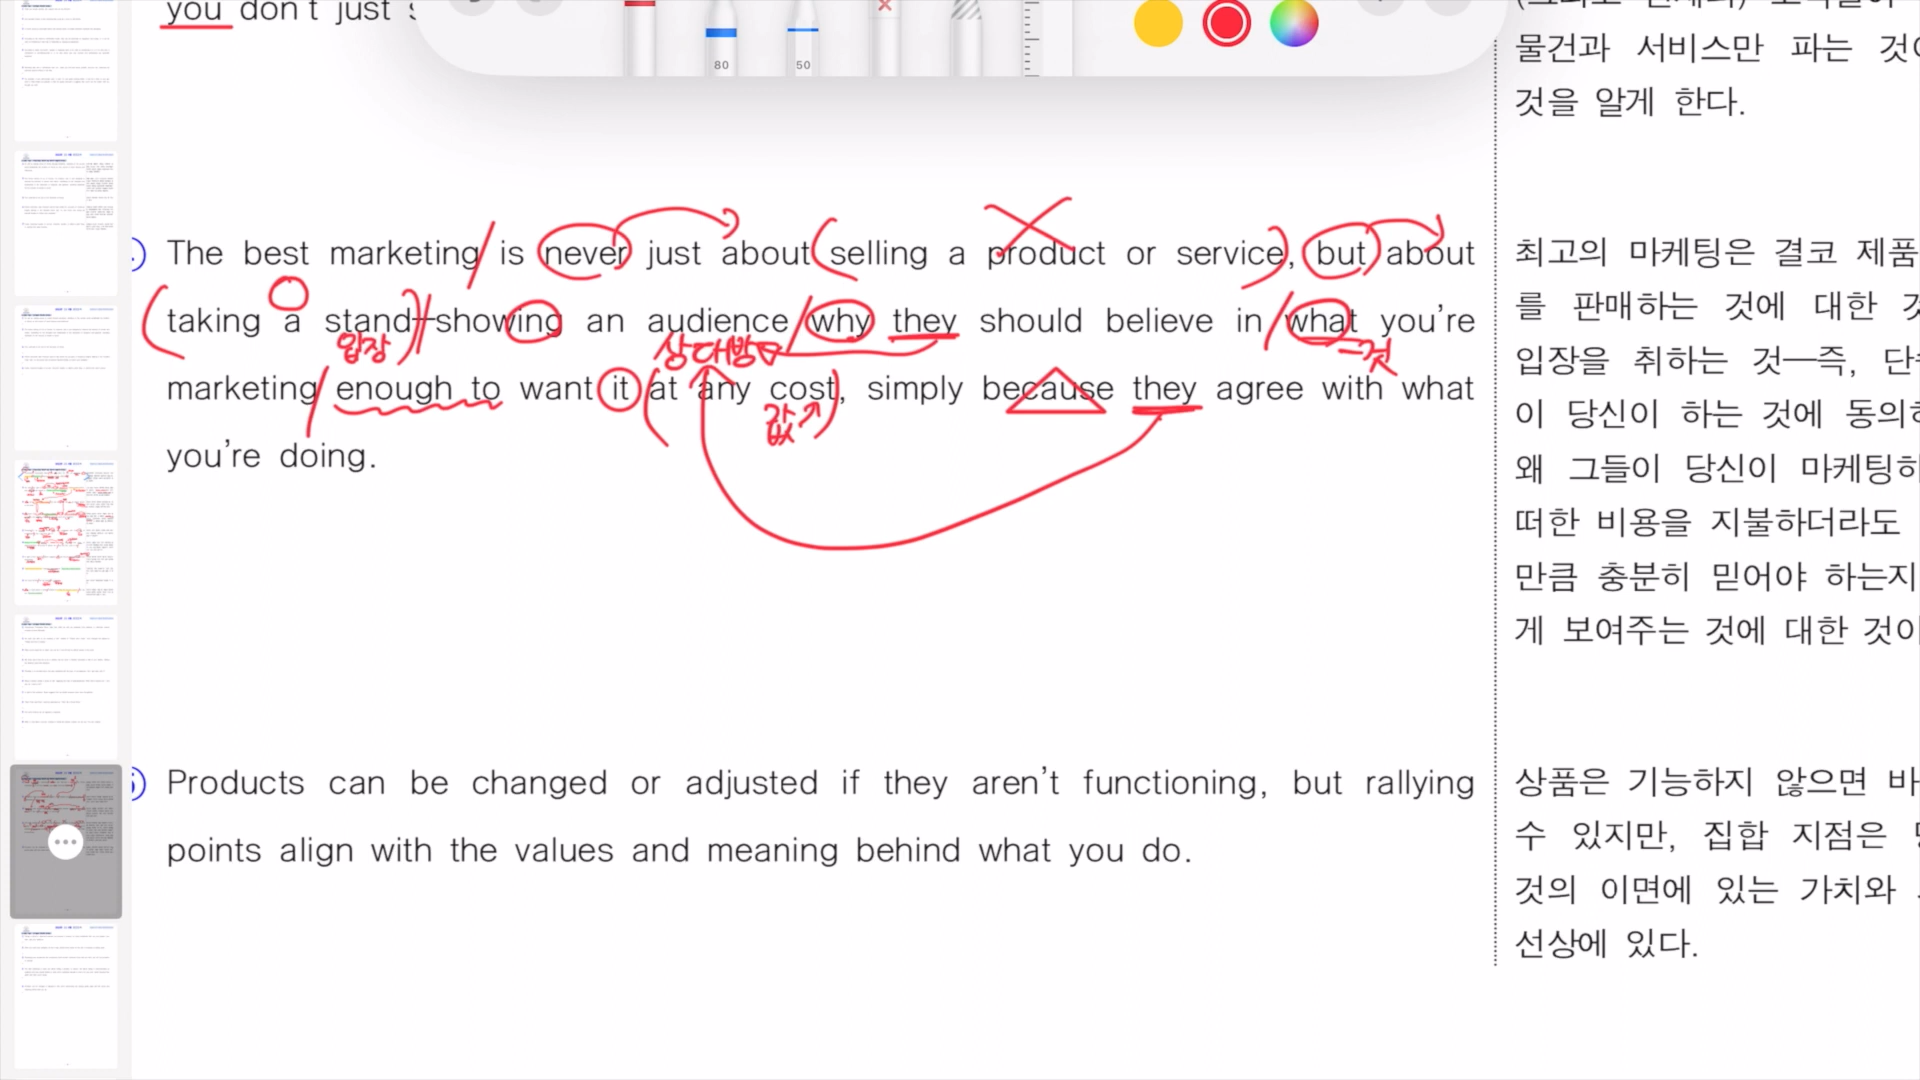 you don't just
80
50
물건과 서비스만 파는
것을 알게 한다.
The best marketing is never just about selling a product or service, but about
taking a stand—showing an audience why they should believe in what you're
입장
상대방
=것
marketing enough to want it at any cost, simply because they agree with what
값
you're doing.
최고의 마케팅은 결코 제품
를 판매하는 것에 대한
입장을 취하는 것—즉,
이 당신이 하는 것에
왜 그들이 당신이
떠한 비용을 지불하더라도
만큼 충분히 믿어야 하는지
게 보여주는 것에 대한
Products can be changed or adjusted if they aren't functioning, but rallying
points align with the values and meaning behind what you do.
상품은 기능하지 않으면
수 있지만, 집합 지점은
것의 이면에 있는 가치와
선상에 있다.